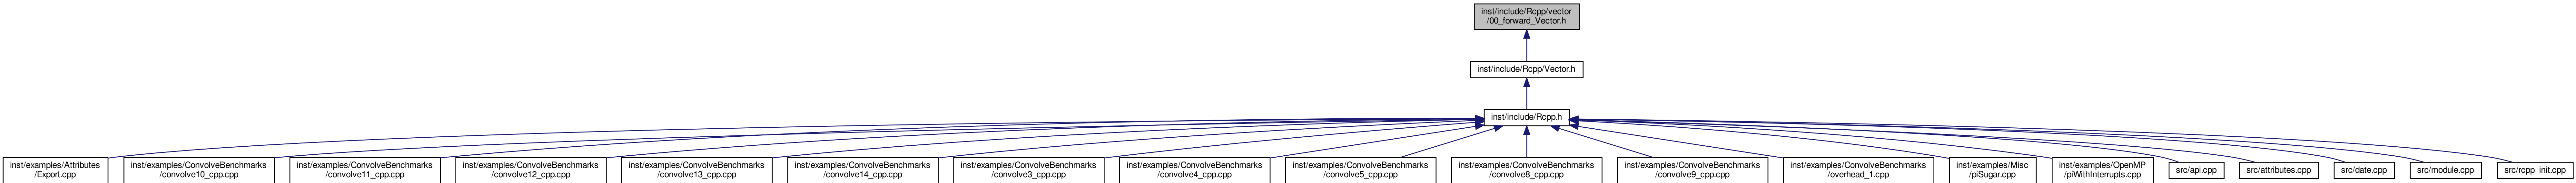 inst/include/Rcpp/vector
/00_forward_Vector.h
inst/include/Rcpp/Vector.h
inst/include/Rcpp.h
inst/examples/Attributes
/Export.cpp
inst/examples/ConvolveBenchmarks
/convolve10_cpp.cpp
inst/examples/ConvolveBenchmarks
/convolve11_cpp.cpp
inst/examples/ConvolveBenchmarks
/convolve12_cpp.cpp
inst/examples/ConvolveBenchmarks
/convolve13_cpp.cpp
inst/examples/ConvolveBenchmarks
/convolve14_cpp.cpp
inst/examples/ConvolveBenchmarks
/convolve3_cpp.cpp
inst/examples/ConvolveBenchmarks
/convolve4_cpp.cpp
inst/examples/ConvolveBenchmarks
/convolve5_cpp.cpp
inst/examples/ConvolveBenchmarks
/convolve8_cpp.cpp
inst/examples/ConvolveBenchmarks
/convolve9_cpp.cpp
inst/examples/ConvolveBenchmarks
/overhead_1.cpp
inst/examples/Misc
/piSugar.cpp
inst/examples/OpenMP
/piWithInterrupts.cpp
src/api.cpp
src/attributes.cpp
src/date.cpp
src/module.cpp
src/rcpp_init.cpp